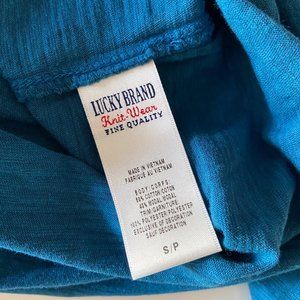 LUCKY BRAND
Knit-Wear
FINE QUALITY
MADE IN VIETNAM
FABRIQUÉ AU VIETNAM
BODY:CORPS:
60% COTTON COTON
40% MODAL MODAL
TRIM:GARNITURE:
100% POLYESTER POLYESTER
EXCLUSIVE OF DECORATION
SAUF DECORATION
S/P